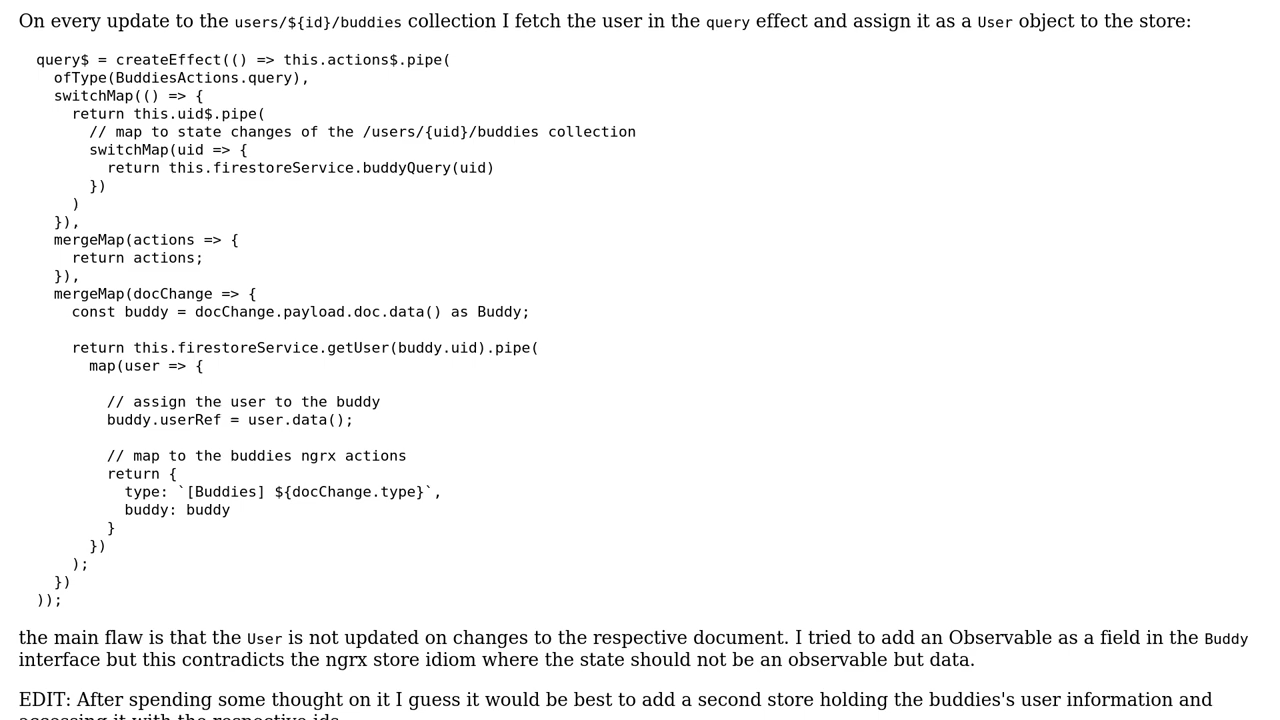 On every update to the users/${id}/buddies collection I fetch the user in the query effect and assign it as a User object to the store:
query$ = createEffect(() => this.actions$.pipe(
ofType(BuddiesActions.query),
switchMap(() => {
return this.uid$.pipe(
// map to state changes of the /users/{uid}/buddies collection
switchMap(uid => {
return this.firestoreService.buddyQuery(uid)
})
)
}),
mergeMap(actions => {
return actions;
}),
mergeMap(docChange => {
const buddy = docChange.payload.doc.data() as Buddy;
return this.firestoreService.getUser(buddy.uid).pipe(
map(user => {
// assign the user to the buddy
buddy.userRef = user.data();
// map to the buddies ngrx actions
return {
type: `[Buddies] ${docChange.type}`,
buddy: buddy
}
})
);
})
));
the main flaw is that the User is not updated on changes to the respective document. I tried to add an Observable as a field in the Buddy
interface but this contradicts the ngrx store idiom where the state should not be an observable but data.
EDIT: After spending some thought on it I guess it would be best to add a second store holding the buddies's user information and
accessing it with the respective ids